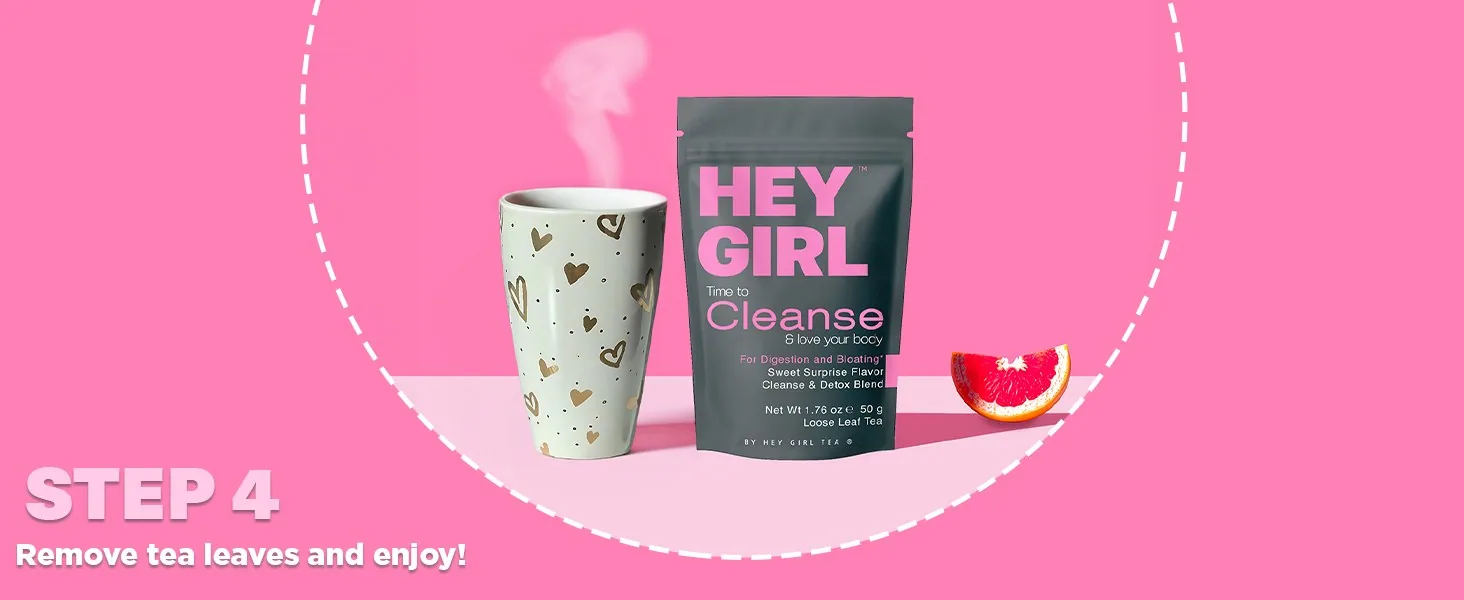 HEY™
GIRL
Time to
Cleanse
& love your body
For Digestion and Bloating*
Sweet Surprise Flavor
Cleanse & Detox Blend
Net Wt 1.76 oz ℮ 50 g
Loose Leaf Tea
BY HEY GIRL TEA ®
STEP 4
Remove tea leaves and enjoy!